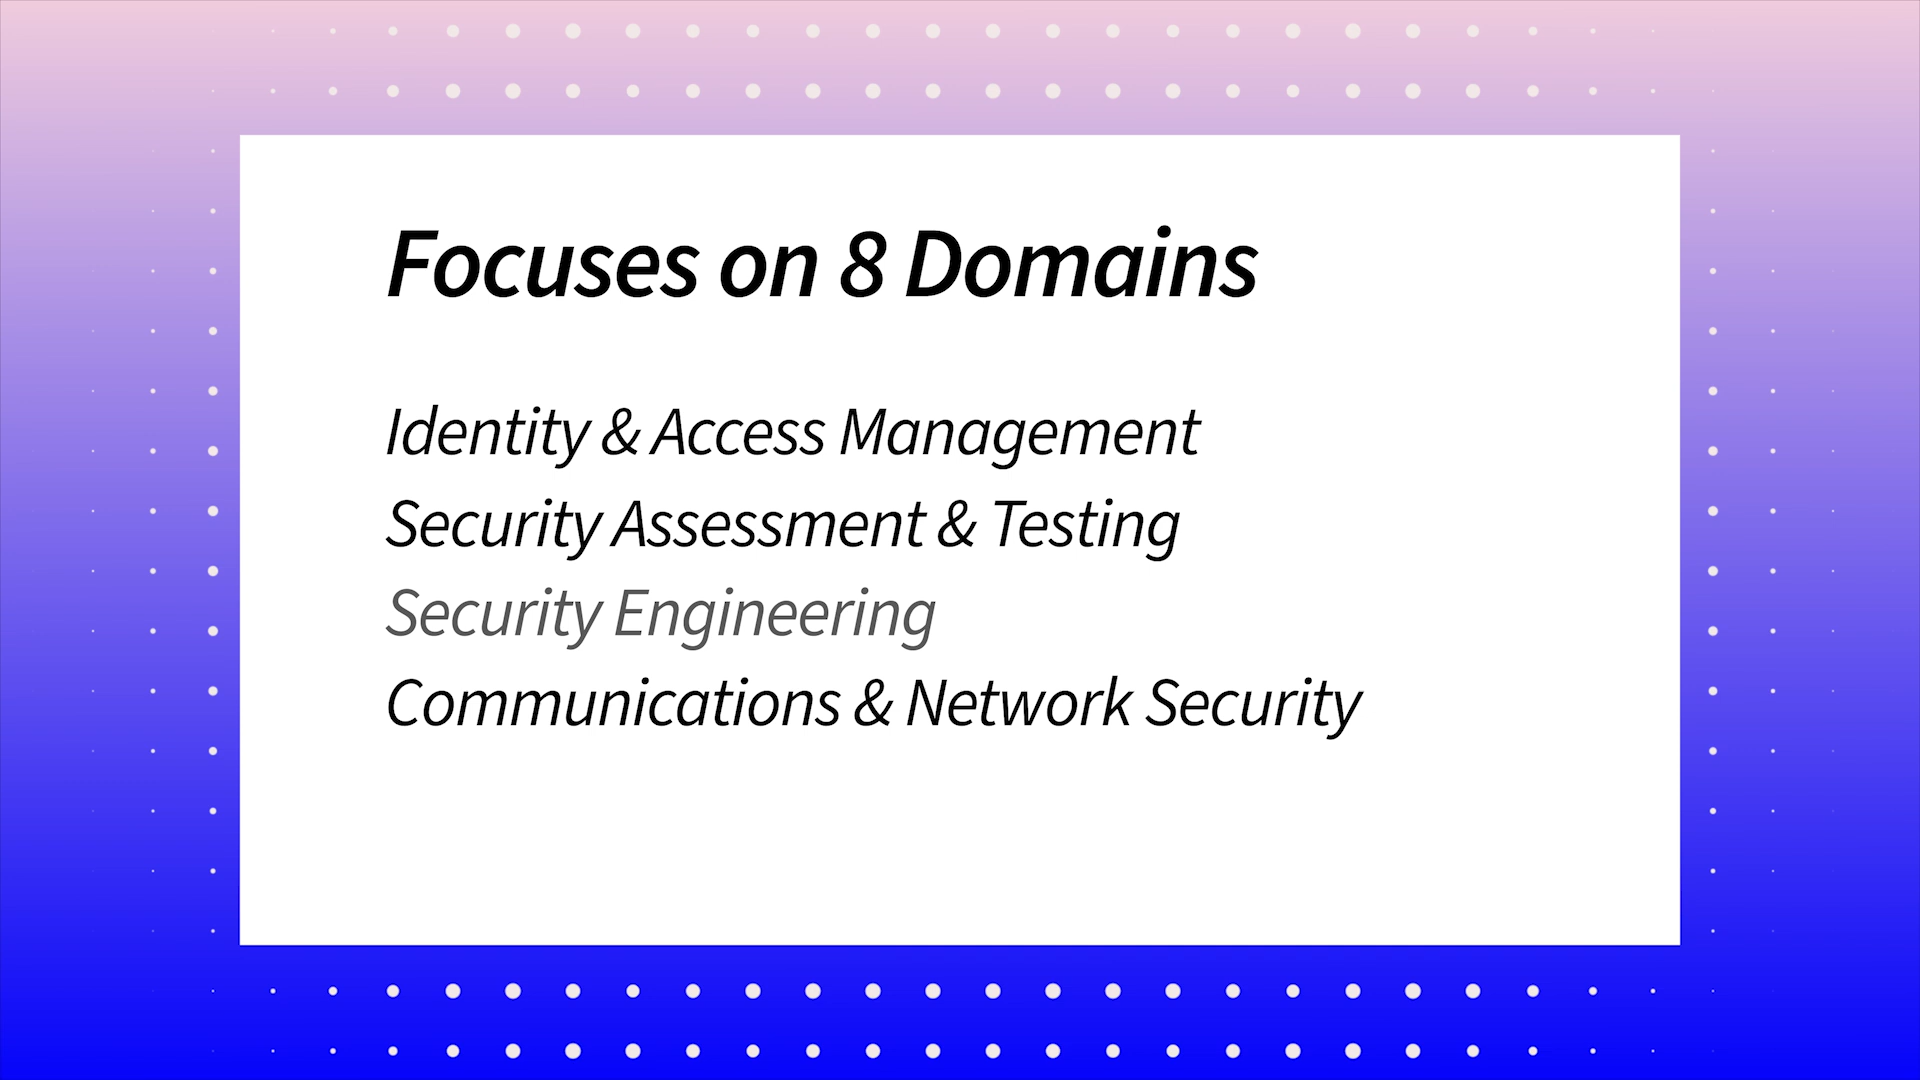 Focuses on 8 Domains
Identity & Access Management
Security Assessment & Testing
Security Engineering
Communications & Network Security